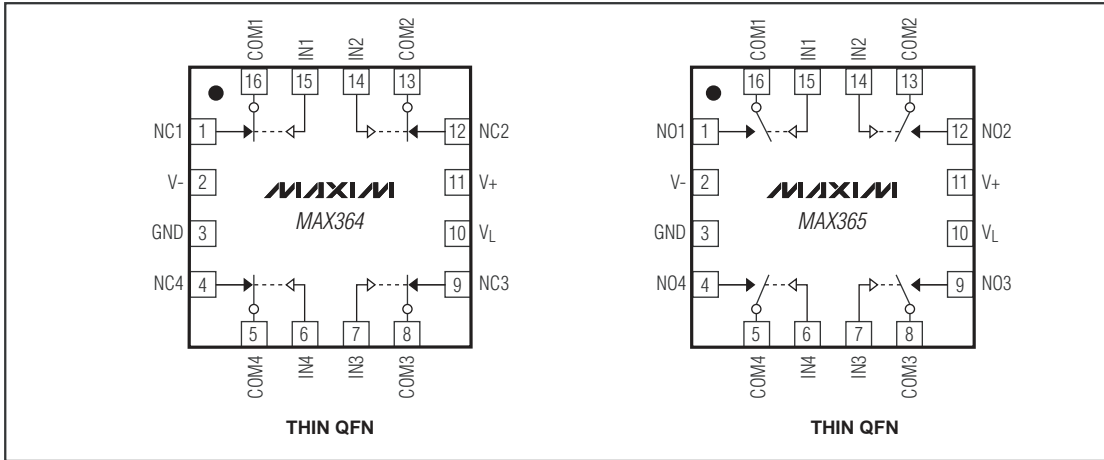 COM1 IN1 IN2 COM2
16 15 14 13
NC1 1 12 NC2
V- 2 11 V+
MAXIM
MAX364
GND 3 10 VL
NC4 4 9 NC3
5 6 7 8
COM4 IN4 IN3 COM3
THIN QFN
COM1 IN1 IN2 COM2
16 15 14 13
NO1 1 12 NO2
V- 2 11 V+
MAXIM
MAX365
GND 3 10 VL
NO4 4 9 NO3
5 6 7 8
COM4 IN4 IN3 COM3
THIN QFN